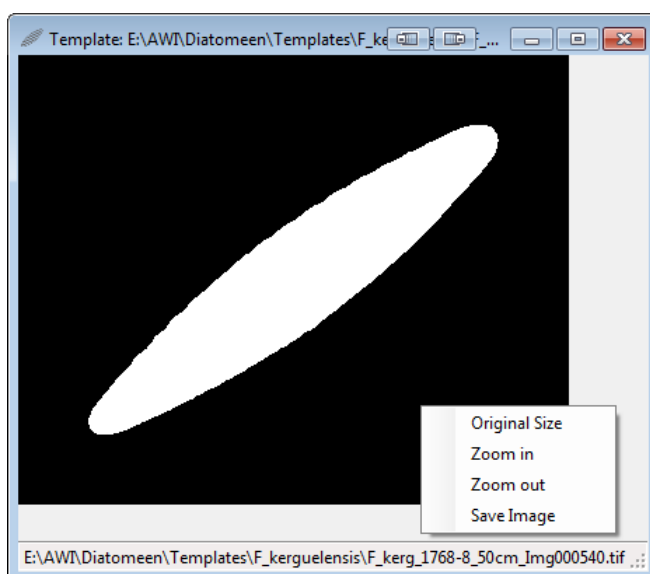 Template: E:\AWI\Diatomeen\Templates\F_ke F_...
Original Size
Zoom in
Zoom out
Save Image
E:\AWI\Diatomeen\Templates\F_kerguelensis\F_kerg_1768-8_50cm_Img000540.tif